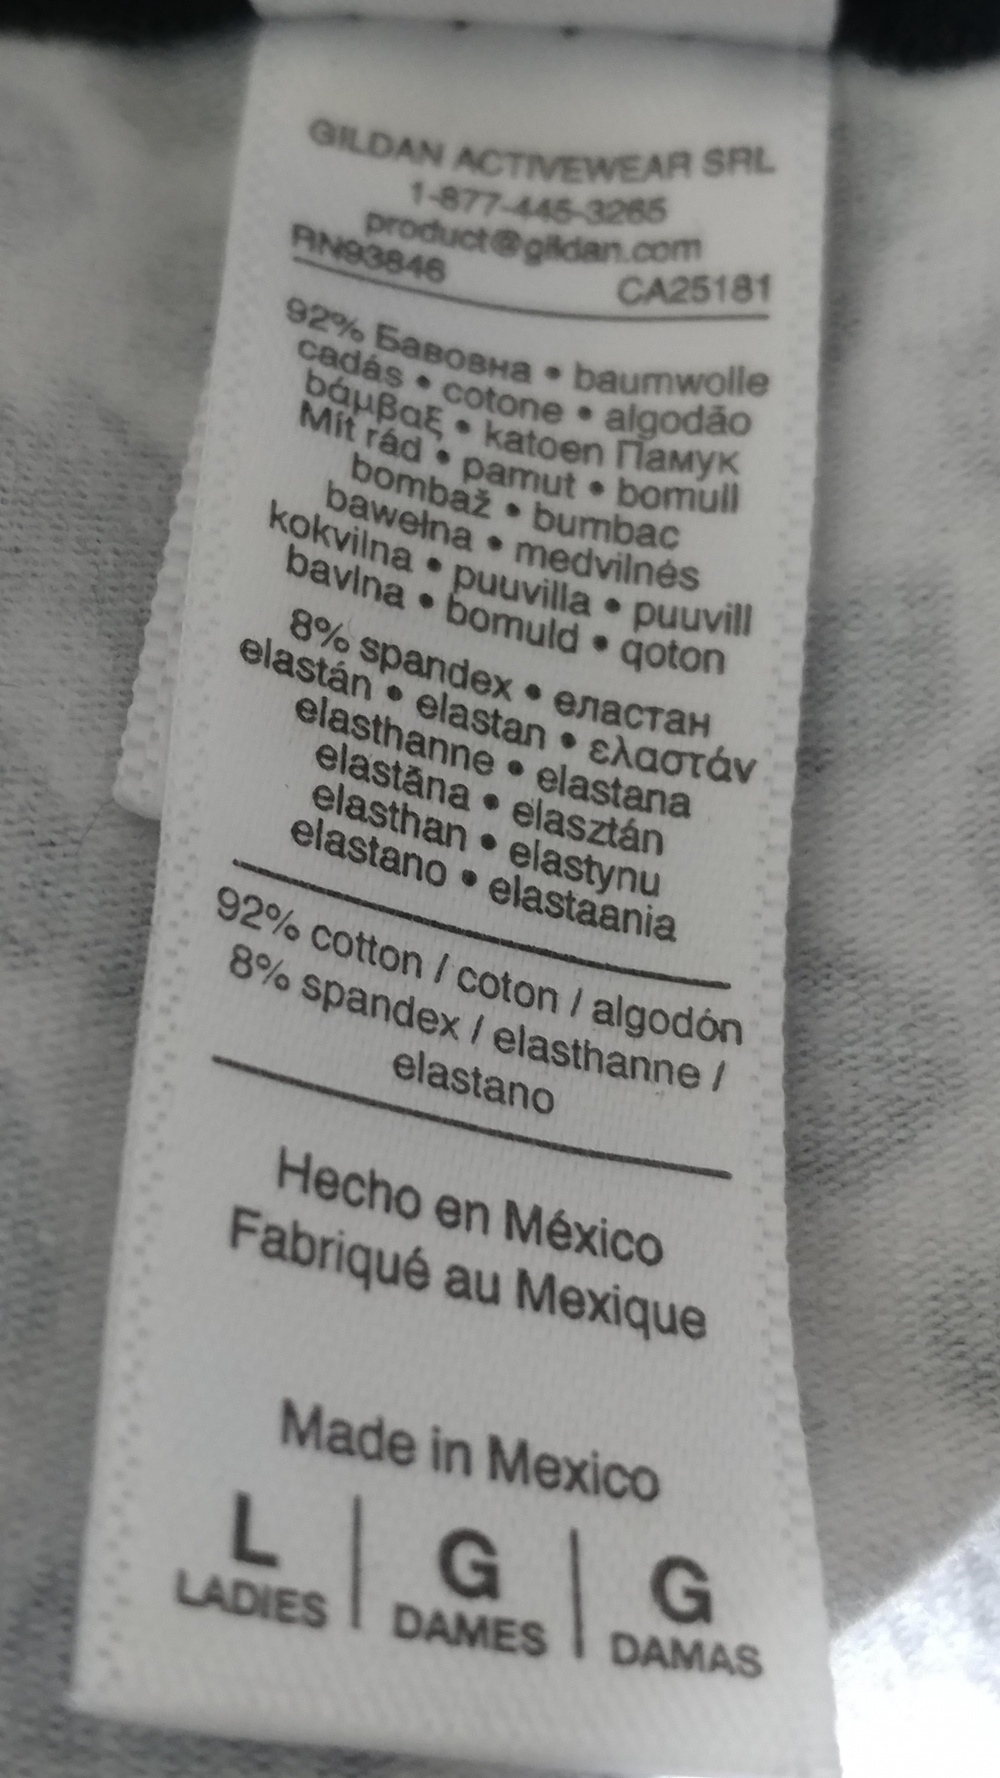 GILDAN ACTIVEWEAR SRL
1-877-445-3265
product@gildan.com
RN93846 CA25181
92% Бавовна • baumwolle
cadás • cotone • algodão
bάμβαξ • katoen Памук
Mít rád • pamut • bomull
bombaž • bumbac
bawełna • medvilnės
kokvilna • puuvilla • puuvill
bavlna • bomuld • qoton
8% spandex • еластан
elastán • elastan • ελαστάν
elasthanne • elastana
elastāna • elasztán
elasthan • elastynu
elastano • elastaania
92% cotton / coton / algodón
8% spandex / elasthanne /
elastano
Hecho en México
Fabriqué au Mexique
Made in Mexico
L | G | G
LADIES | DAMES | DAMAS